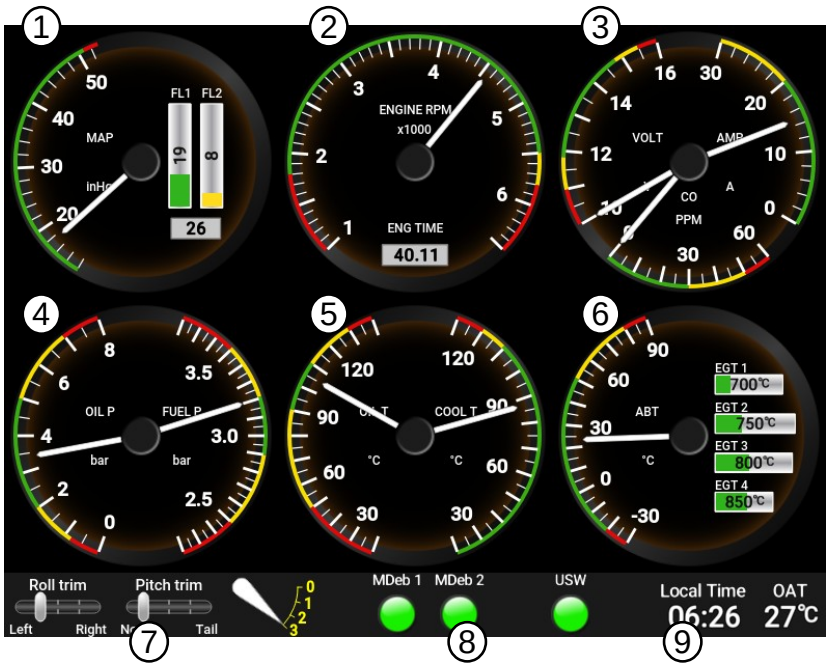 1
50
40
MAP
30
inHg
20
FL1 FL2
19 8
26
2
4
3
5
ENGINE RPM
x1000
2
6
1
ENG TIME
40.11
3
16 30
14 20
VOLT AMP
12 10
A
CO
PPM
10 0
0 60
30
4
8
6 3.5
OIL P FUEL P
4 3.0
bar bar
2 2.5
0
5
120 120
OIL T COOL T
90 90
°C °C
60 60
30 30
6
90
60
ABT
30
°C
0
-30
EGT 1
700°C
EGT 2
750°C
EGT 3
800°C
EGT 4
850°C
Roll trim
Left Right
Pitch trim
Tail
7
0
1
2
3
MDeb 1 MDeb 2
8
USW
Local Time OAT
06:26 27°C
9